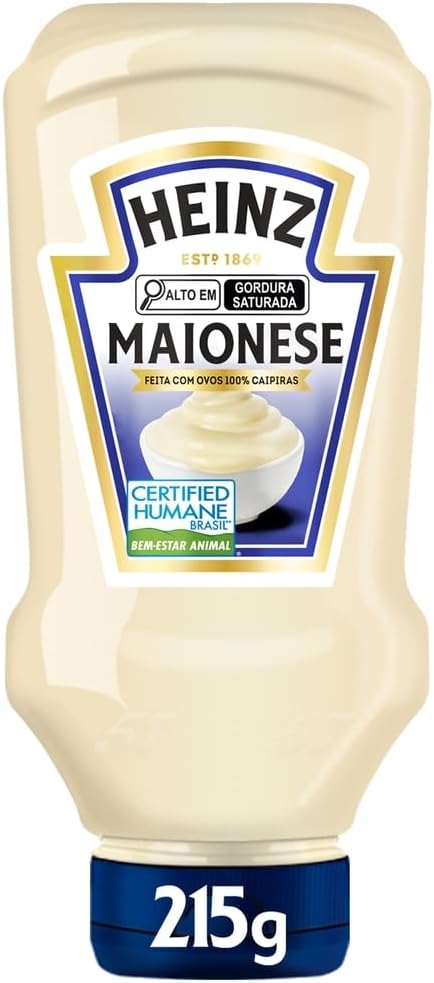 HEINZ
ESTD 1869
ALTO EM
GORDURA
SATURADA
MAIONESE
FEITA COM OVOS 100% CAIPIRAS
CERTIFIED
HUMANE
BRASIL™
BEM-ESTAR ANIMAL
215g